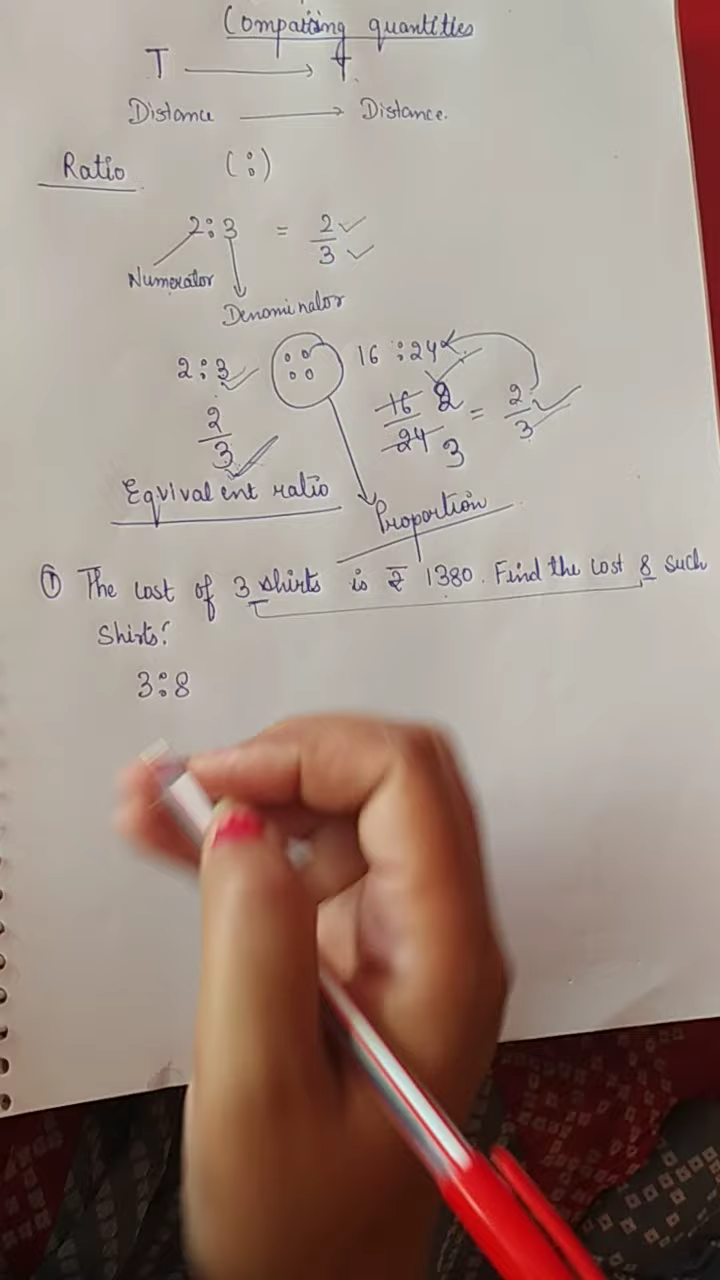 Comparing quantities
T → T
Distance → Distance.
Ratio (:)
2:3 = 2/3
Numerator
Denominator
2:3 :: 16:24
2/3 16/24 2/3 = 2/3
Eqvivalent ratio
Proportion
① The cost of 3 shirts is ₹ 1380. Find the cost 8 such
Shirts?
3:8